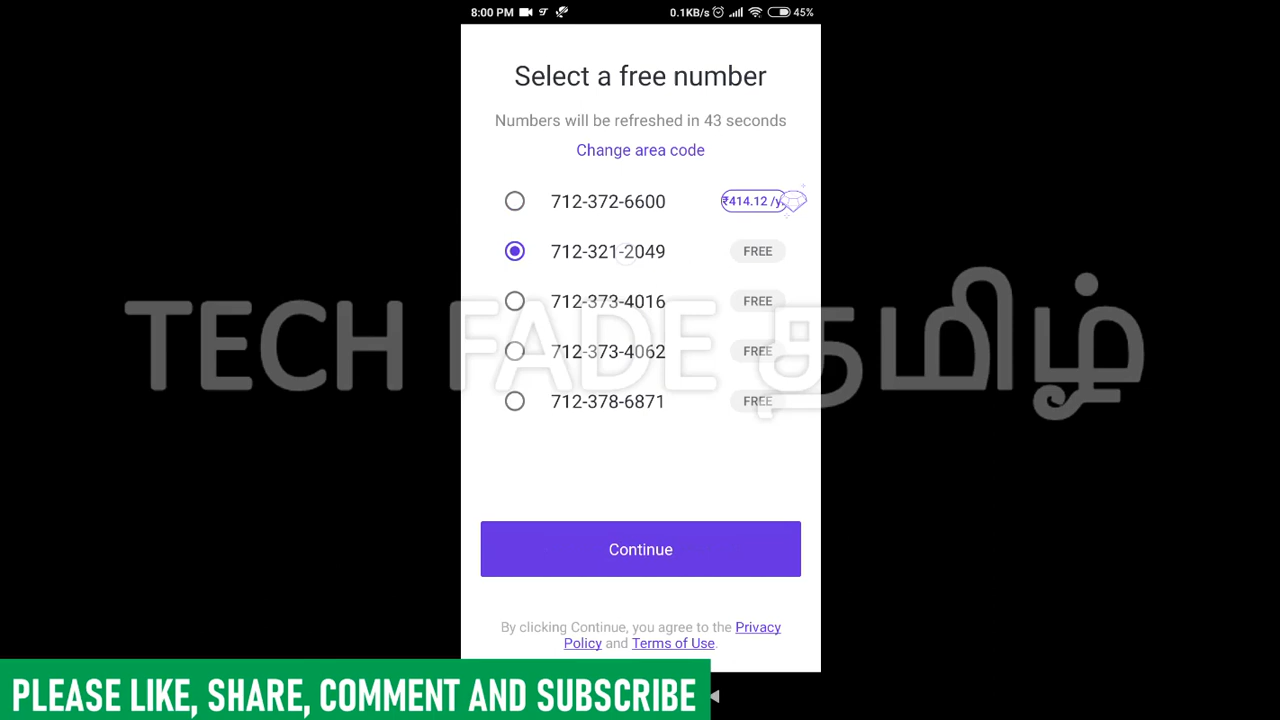 8:00 PM
0.1KB/s
45%
Select a free number
Numbers will be refreshed in 43 seconds
Change area code
712-372-6600 ₹414.12 /y
712-321-2049 FREE
712-373-4016 FREE
712-373-4062 FREE
712-378-6871 FREE
TECH FADE தமிழ்
Continue
By clicking Continue, you agree to the Privacy
Policy and Terms of Use.
PLEASE LIKE, SHARE, COMMENT AND SUBSCRIBE